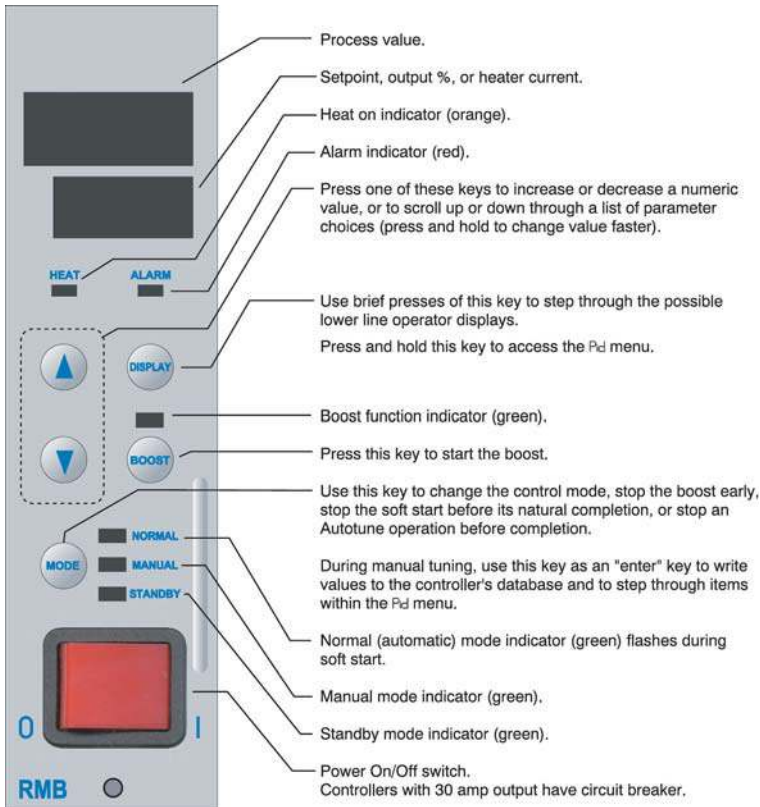 Process value.
Setpoint, output %, or heater current.
Heat on indicator (orange).
Alarm indicator (red).
Press one of these keys to increase or decrease a numeric
value, or to scroll up or down through a list of parameter
choices (press and hold to change value faster).
HEAT ALARM
Use brief presses of this key to step through the possible
lower line operator displays.
DISPLAY
Press and hold this key to access the Pid menu.
Boost function indicator (green).
BOOST
Press this key to start the boost.
Use this key to change the control mode, stop the boost early,
stop the soft start before its natural completion, or stop an
Autotune operation before completion.
NORMAL
MODE
MANUAL
STANDBY
During manual tuning, use this key as an "enter" key to write
values to the controller's database and to step through items
within the Pid menu.
Normal (automatic) mode indicator (green) flashes during
soft start.
Manual mode indicator (green).
Standby mode indicator (green).
0 I
Power On/Off switch.
Controllers with 30 amp output have circuit breaker.
RMB